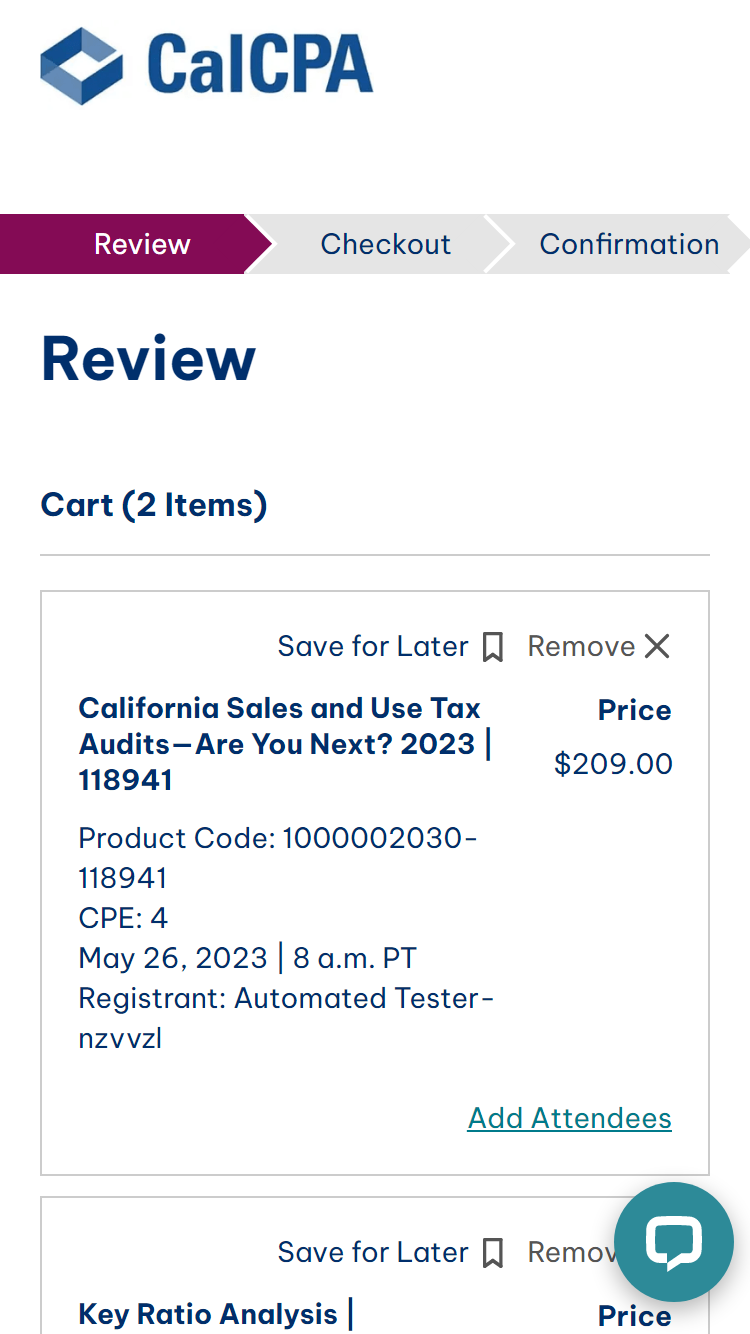 CalCPA
Review
Checkout
Confirmation
Review
Cart (2 Items)
Save for Later
Remove
California Sales and Use Tax
Audits—Are You Next? 2023 |
118941
Price
$209.00
Product Code: 1000002030-
118941
CPE: 4
May 26, 2023 | 8 a.m. PT
Registrant: Automated Tester-
nzvvzl
Add Attendees
Save for Later
Remov
Key Ratio Analysis |
Price